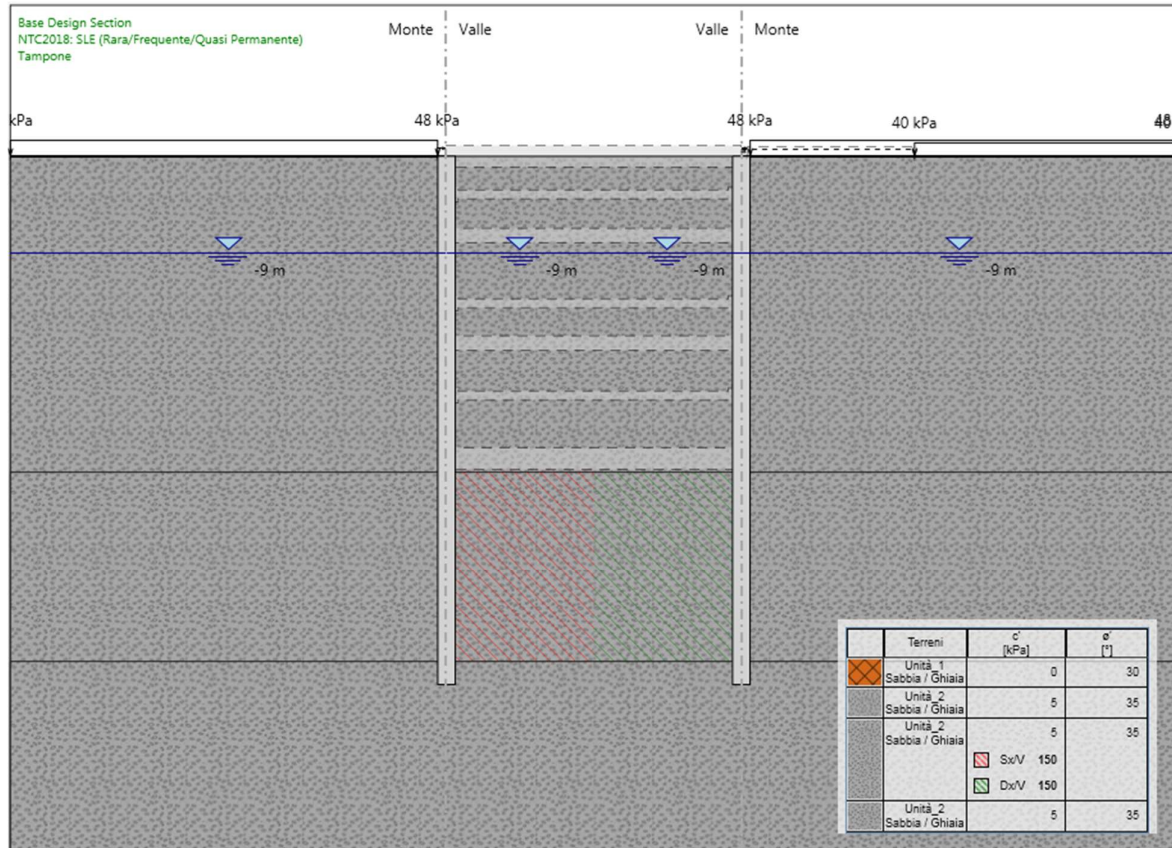 Base Design Section
NTC2018: SLE (Rara/Frequente/Quasi Permanente)
Tampone
Monte Valle Valle Monte
kPa 48 kPa 48 kPa 40 kPa
-9 m -9 m -9 m -9 m
Terreni c' [kPa] ø' [°]
Unità_1 Sabbia / Ghiaia 0 30
Unità_2 Sabbia / Ghiaia 5 35
Unità_2 Sabbia / Ghiaia 5 35
Sx/V 150
Dx/V 150
Unità_2 Sabbia / Ghiaia 5 35